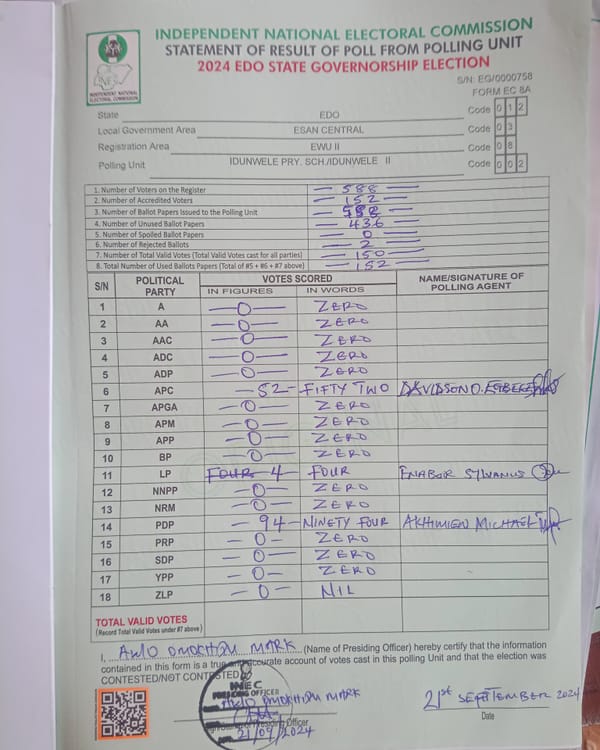 INDEPENDENT NATIONAL ELECTORAL COMMISSION
STATEMENT OF RESULT OF POLL FROM POLLING UNIT
2024 EDO STATE GOVERNORSHIP ELECTION
INDEPENDENT NATIONAL ELECTORAL COMMISSION
S/N: EG/0000758
FORM EC 8A
State EDO Code 0 1 2
Local Government Area ESAN CENTRAL Code 0 3
Registration Area EWU II Code 0 8
Polling Unit IDUNWELE PRY. SCH./IDUNWELE II Code 0 0 2
1. Number of Voters on the Register 588
2. Number of Accredited Voters 152
3. Number of Ballot Papers Issued to the Polling Unit 588
4. Number of Unused Ballot Papers 436
5. Number of Spoiled Ballot Papers 0
6. Number of Rejected Ballots 2
7. Number of Total Valid Votes (Total Valid Votes cast for all parties) 150
8. Total Number of Used Ballots Papers (Total of #5 + #6 + #7 above) 152
S/N POLITICAL PARTY VOTES SCORED NAME/SIGNATURE OF POLLING AGENT
IN FIGURES IN WORDS
1 A 0 ZERO
2 AA 0 ZERO
3 AAC 0 ZERO
4 ADC 0 ZERO
5 ADP 0 ZERO
6 APC 52 FIFTY TWO DAVIDSON O.
7 APGA 0 ZERO
8 APM 0 ZERO
9 APP 0 ZERO
10 BP 0 ZERO
11 LP FOUR 4 FOUR ENABOR SYLVANUS
12 NNPP 0 ZERO
13 NRM 0 ZERO
14 PDP 94 NINETY FOUR AKHIMIEN MICHAEL
15 PRP 0 ZERO
16 SDP 0 ZERO
17 YPP 0 ZERO
18 ZLP 0 NIL
TOTAL VALID VOTES
(Record Total Valid Votes under #7 above)
I, AWO OMOKHDU MARK (Name of Presiding Officer) hereby certify that the information
contained in this form is a true and accurate account of votes cast in this polling Unit and that the election was
CONTESTED/NOT CONTESTED
INEC
PRESIDING OFFICER
AWO OMOKHDU MARK
21/09/2024
Presiding Officer
21st SEPTEMBER 2024
Date